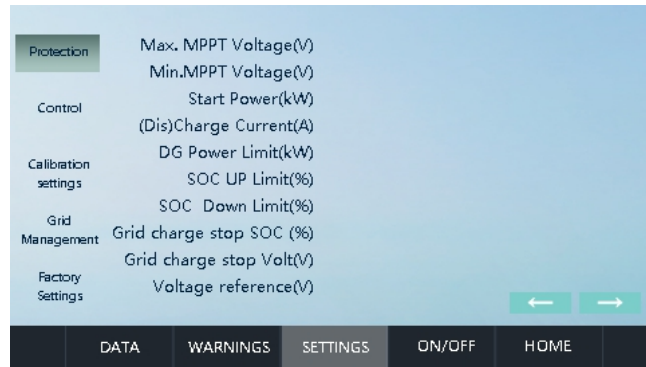 Protection
Control
Calibration
settings
Grid
Management
Factory
Settings
Max. MPPT Voltage(V)
Min.MPPT Voltage(V)
Start Power(kW)
(Dis)Charge Current(A)
DG Power Limit(kW)
SOC UP Limit(%)
SOC Down Limit(%)
Grid charge stop SOC (%)
Grid charge stop Volt(V)
Voltage reference(V)
← →
DATA WARNINGS SETTINGS ON/OFF HOME